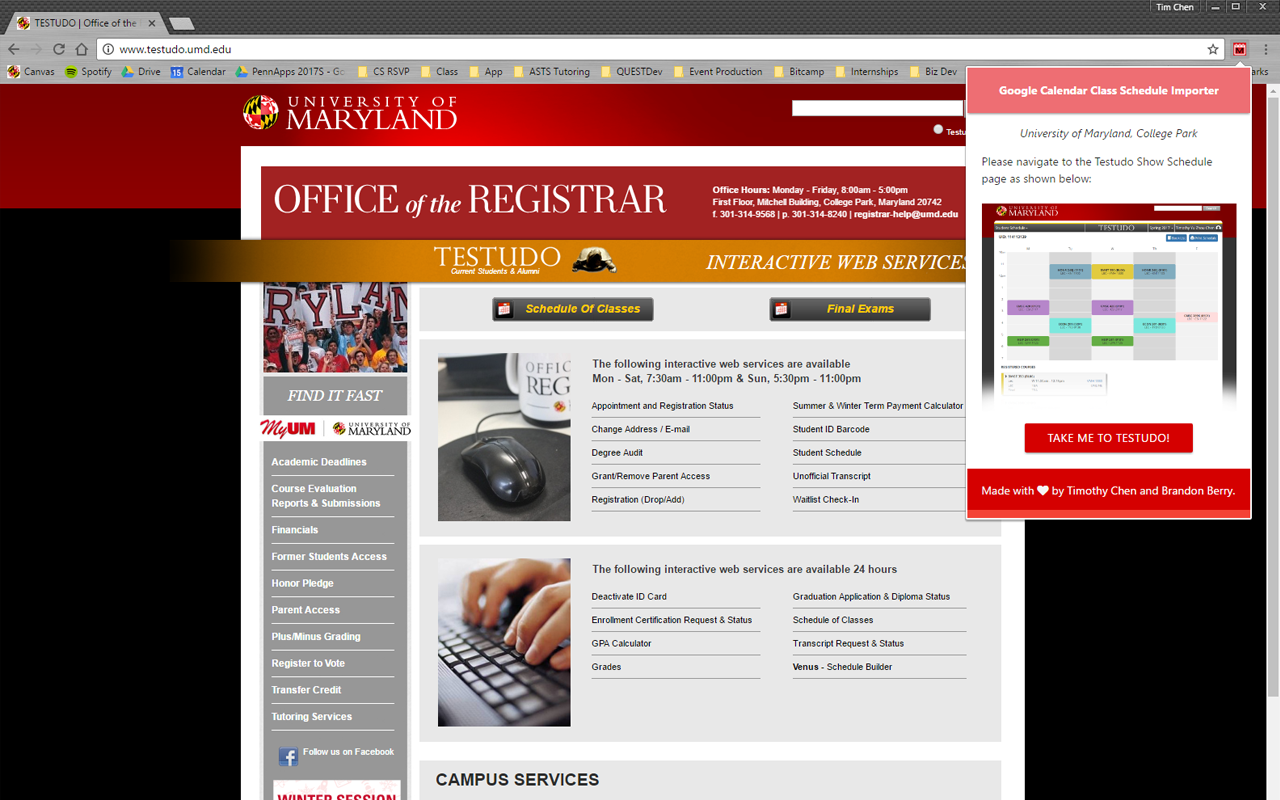 Tim Chen
TESTUDO | Office of the
www.testudo.umd.edu
Canvas
Spotify
Drive
15
Calendar
PennApps 2017S - Go
CS RSVP
Class
App
ASTS Tutoring
QUESTDev
Event Production
Bitcamp
Internships
Biz Dev
UNIVERSITY OF
MARYLAND
Testu
OFFICE of the REGISTRAR
Office Hours: Monday - Friday, 8:00am - 5:00pm
First Floor, Mitchell Building, College Park, Maryland 20742
f. 301-314-9568 | p. 301-314-8240 | registrar-help@umd.edu
TESTUDO
Current Students & Alumni
INTERACTIVE WEB SERVICES
Schedule Of Classes
Final Exams
RYLAN
FIND IT FAST
MyUM
UNIVERSITY OF
MARYLAND
Academic Deadlines
Course Evaluation
Reports & Submissions
Financials
Former Students Access
Honor Pledge
Parent Access
Plus/Minus Grading
Register to Vote
Transfer Credit
Tutoring Services
Follow us on Facebook
WINTER SESSION
OFFIC
REG
The following interactive web services are available
Mon - Sat, 7:30am - 11:00pm & Sun, 5:30pm - 11:00pm
Appointment and Registration Status
Change Address / E-mail
Degree Audit
Grant/Remove Parent Access
Registration (Drop/Add)
Summer & Winter Term Payment Calculator
Student ID Barcode
Student Schedule
Unofficial Transcript
Waitlist Check-In
The following interactive web services are available 24 hours
Deactivate ID Card
Enrollment Certification Request & Status
GPA Calculator
Grades
Graduation Application & Diploma Status
Schedule of Classes
Transcript Request & Status
Venus - Schedule Builder
CAMPUS SERVICES
Google Calendar Class Schedule Importer
University of Maryland, College Park
Please navigate to the Testudo Show Schedule
page as shown below:
UNIVERSITY OF
MARYLAND
TESTUDO
TAKE ME TO TESTUDO!
Made with ❤ by Timothy Chen and Brandon Berry.
arks